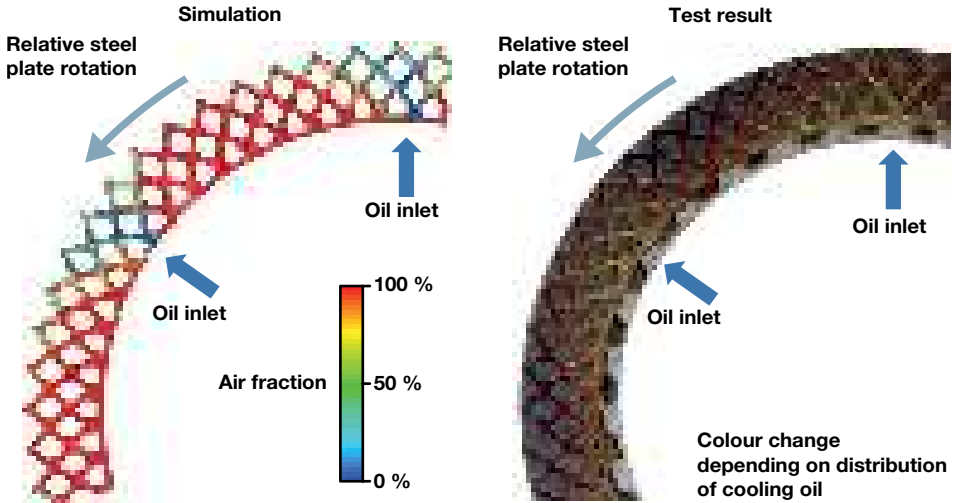 Simulation
Relative steel
plate rotation
Oil inlet
Oil inlet
100 %
Air fraction
50 %
0 %
Test result
Relative steel
plate rotation
Oil inlet
Oil inlet
Colour change
depending on distribution
of cooling oil